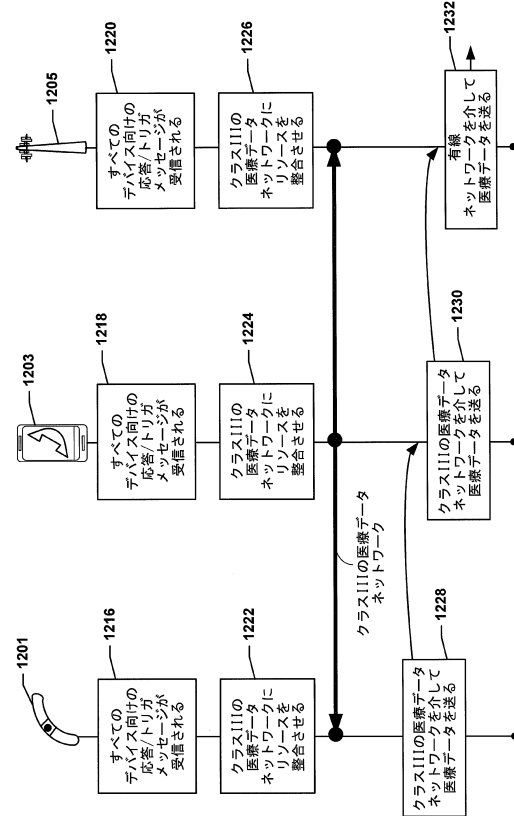 1201
1203
1205
すべての
デバイス向けの
応答/トリガ
メッセージが
受信される
1216
すべての
デバイス向けの
応答/トリガ
メッセージが
受信される
1218
すべての
デバイス向けの
応答/トリガ
メッセージが
受信される
1220
クラスIIIの
医療データ
ネットワークに
リソースを
整合させる
1222
クラスIIIの
医療データ
ネットワークに
リソースを
整合させる
1224
クラスIIIの
医療データ
ネットワークに
リソースを
整合させる
1226
クラスIIIの医療データ
ネットワーク
クラスIIIの医療データ
ネットワークを介して
医療データを送る
1228
クラスIIIの医療データ
ネットワークを介して
医療データを送る
1230
有線
ネットワークを介して
医療データを送る
1232